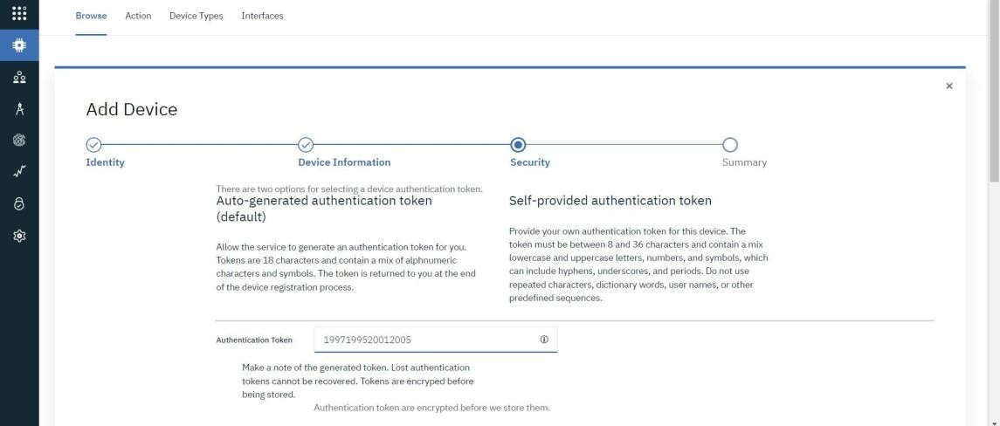 Browse Action Device Types Interfaces
Add Device
Identity Device Information Security Summary
There are two options for selecting a device authentication token.
Auto-generated authentication token
(default)
Allow the service to generate an authentication token for you.
Tokens are 18 characters and contain a mix of alphnumeric
characters and symbols. The token is returned to you at the end
of the device registration process.
Self-provided authentication token
Provide your own authentication token for this device. The
token must be between 8 and 36 characters and contain a mix
lowercase and uppercase letters, numbers, and symbols, which
can include hyphens, underscores, and periods. Do not use
repeated characters, dictionary words, user names, or other
predefined sequences.
Authentication Token 1997199520012005
Make a note of the generated token. Lost authentication
tokens cannot be recovered. Tokens are encryped before
being stored.
Authentication token are encrypted before we store them.